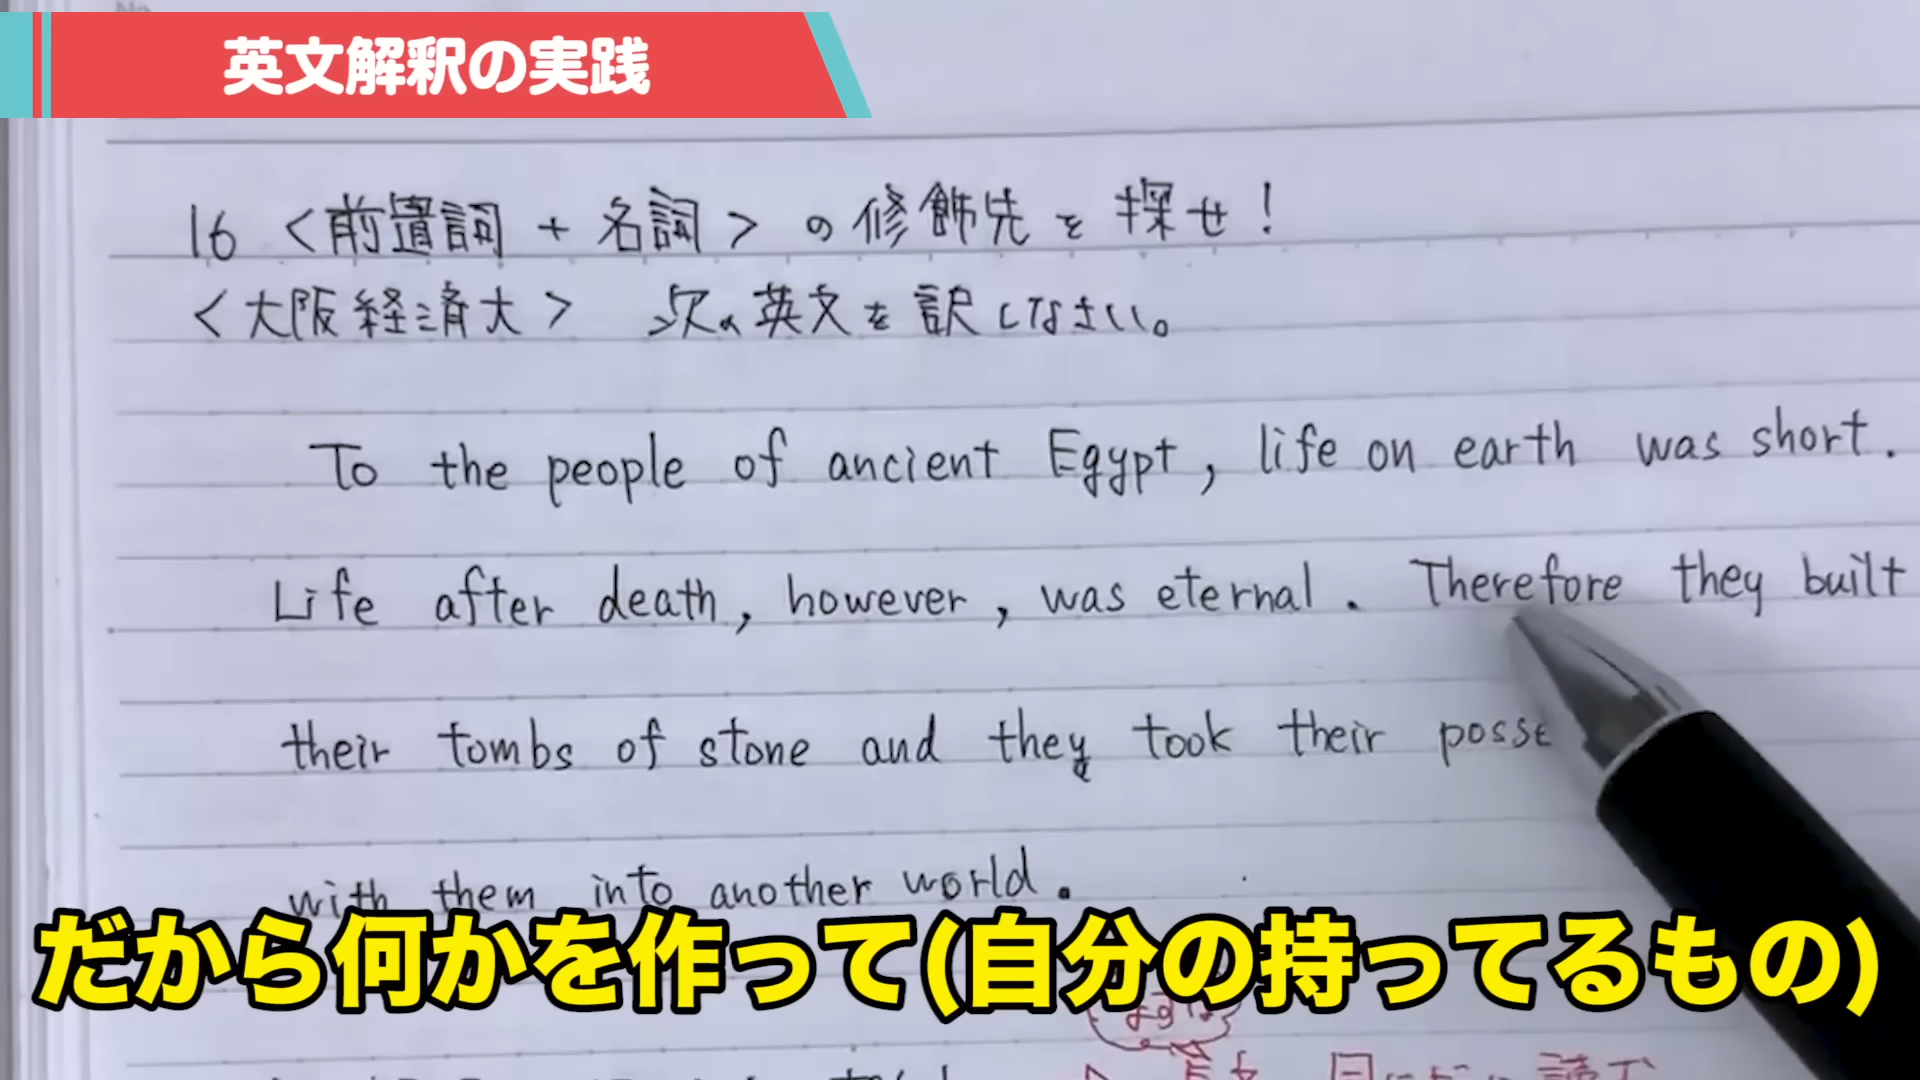 英文解釈の実践
16 <前置詞 + 名詞> の修飾先を探せ!
<大阪経済大> 次の英文を訳しなさい。
To the people of ancient Egypt, life on earth was short.
Life after death, however, was eternal. Therefore they built
their tombs of stone and they took their posse
with them into another world.
だから何かを作って(自分の持ってるもの)
まずは